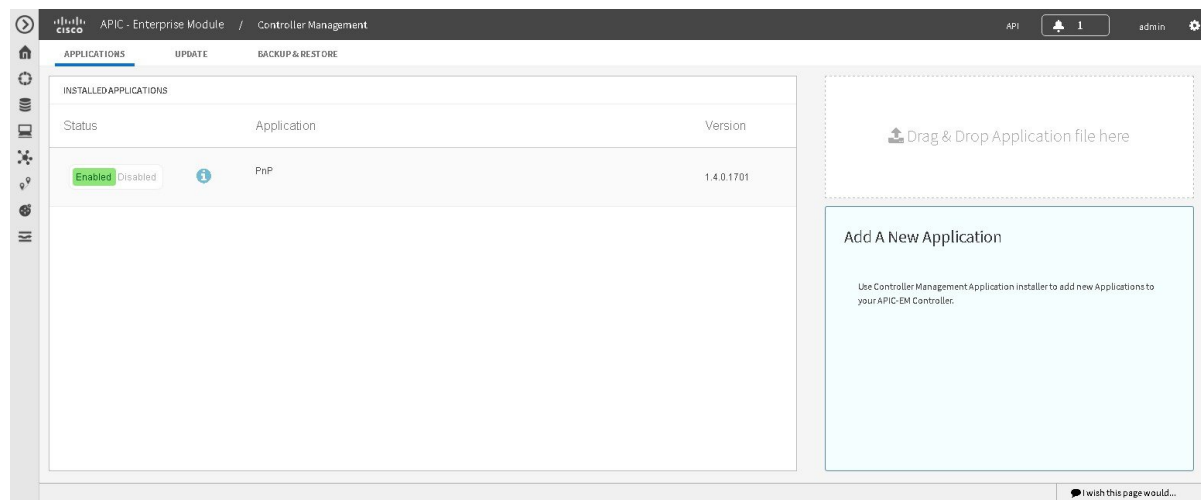 CISCO APIC - Enterprise Module / Controller Management API 1 admin
APPLICATIONS UPDATE BACKUP & RESTORE
INSTALLED APPLICATIONS
Status Application Version
Enabled Disabled PnP 1.4.0.1701
Drag & Drop Application file here
Add A New Application
Use Controller Management Application installer to add new Applications to
your APIC-EM Controller.
I wish this page would...